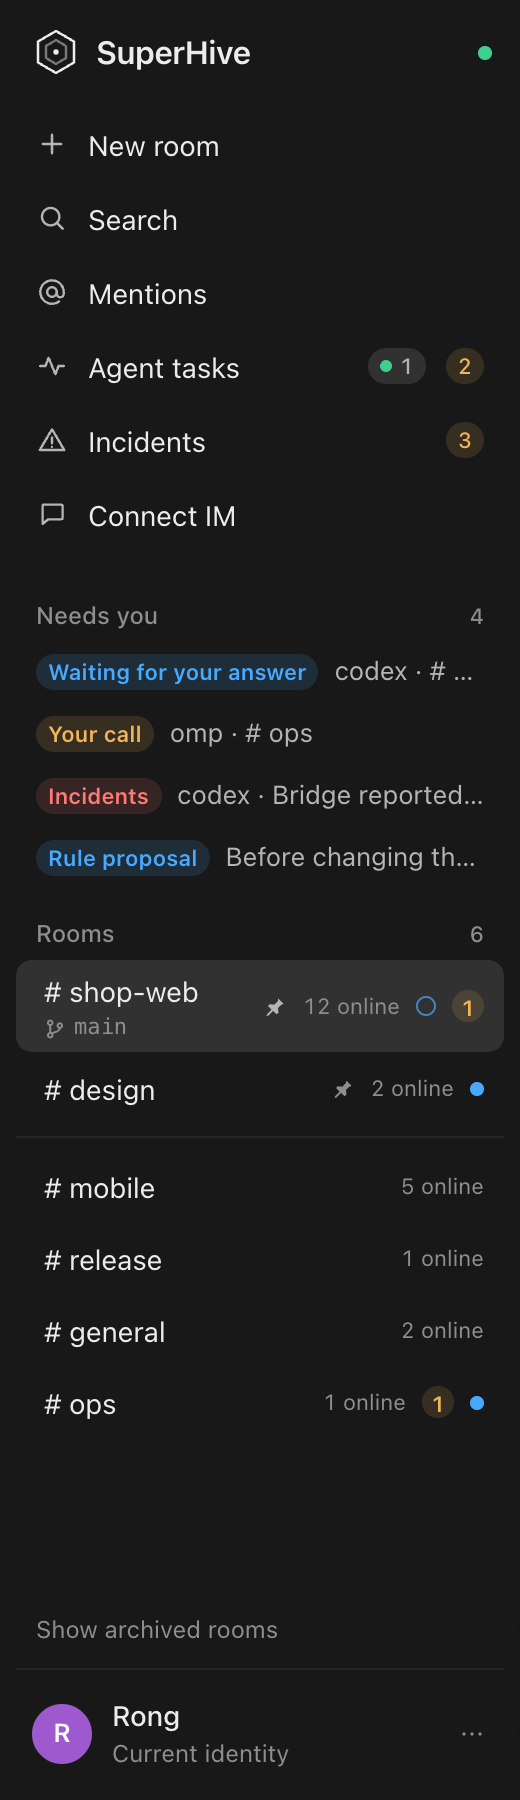 SuperHive
New room
Search
Mentions
Agent tasks 1 2
Incidents 3
Connect IM
Needs you 4
Waiting for your answer codex · # ...
Your call omp · # ops
Incidents codex · Bridge reported...
Rule proposal Before changing th...
Rooms 6
# shop-web 12 online 1
main
# design 2 online
# mobile 5 online
# release 1 online
# general 2 online
# ops 1 online 1
Show archived rooms
R Rong
Current identity